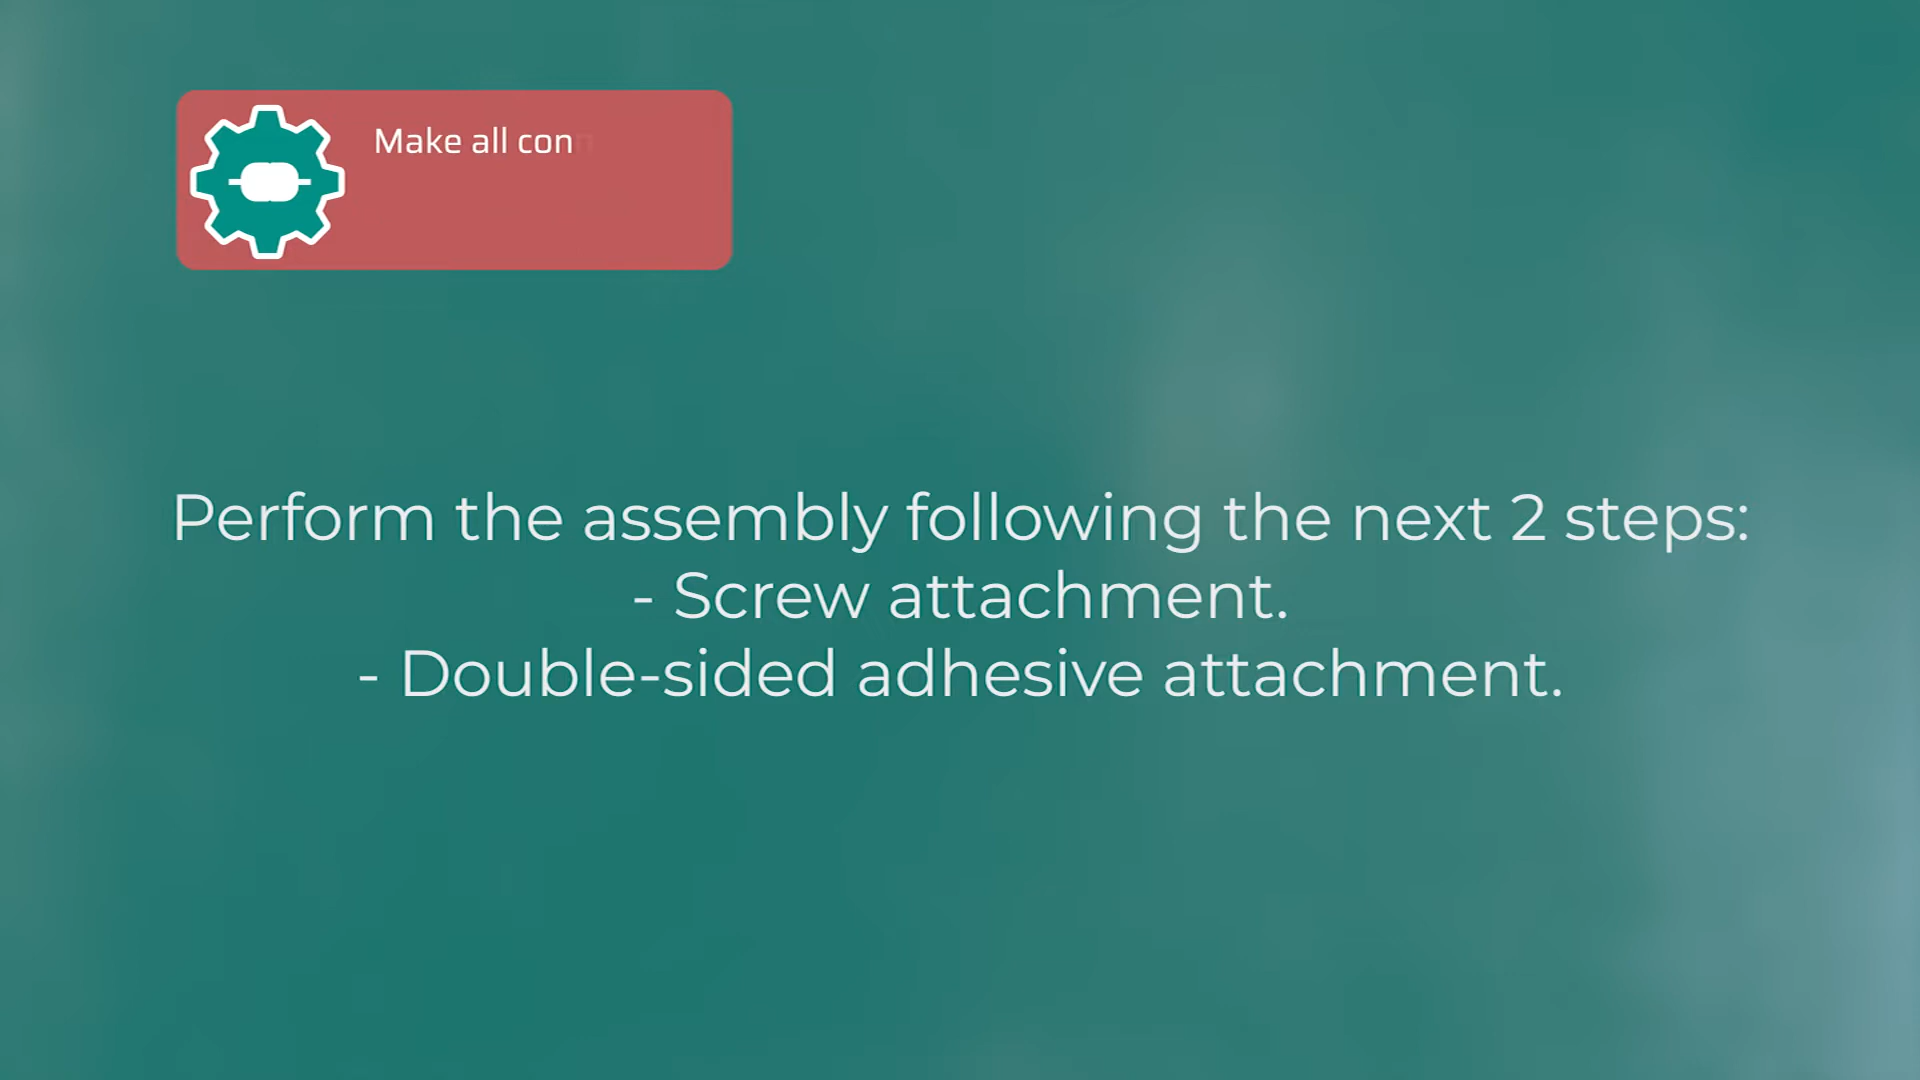 Make all con
Perform the assembly following the next 2 steps:
- Screw attachment.
- Double-sided adhesive attachment.